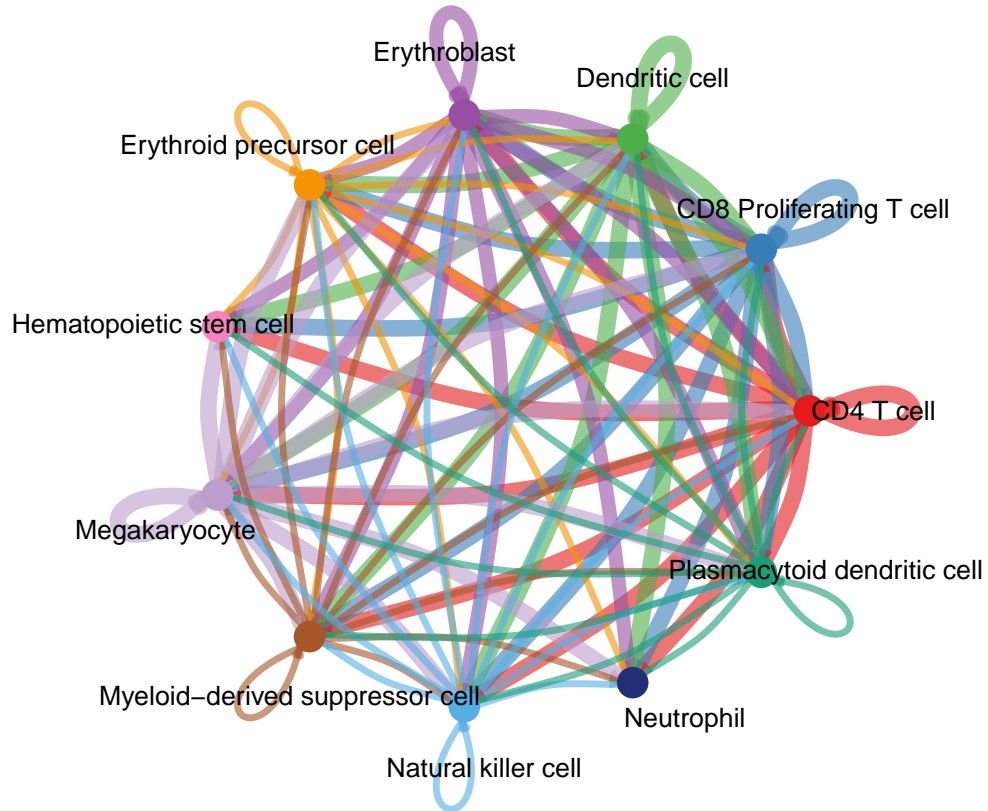 Erythroblast
Dendritic cell
Erythroid precursor cell
CD8 Proliferating T cell
Hematopoietic stem cell
CD4 T cell
Megakaryocyte
Plasmacytoid dendritic cell
Myeloid−derived suppressor cell
Neutrophil
Natural killer cell